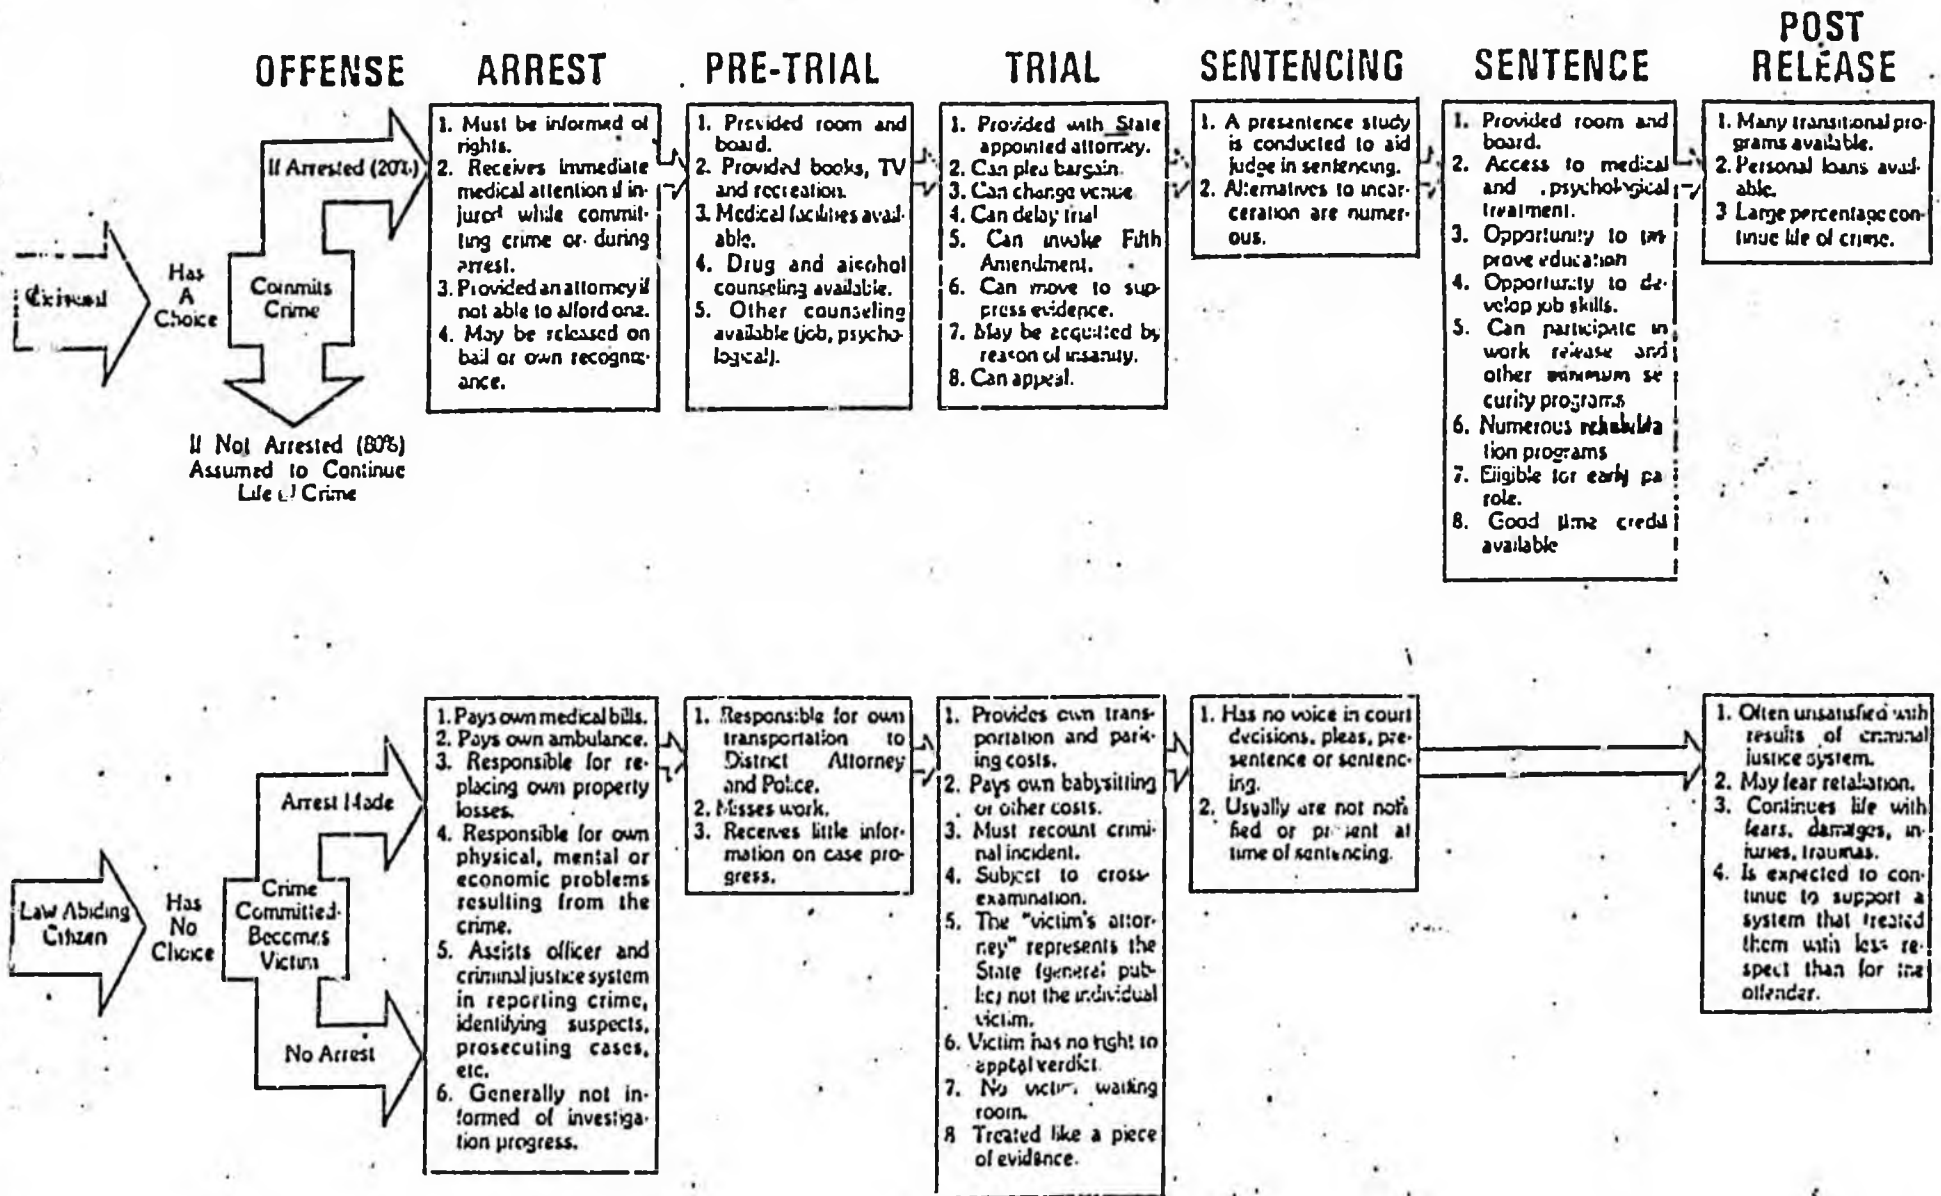 OFFENSE
ARREST
PRE-TRIAL
TRIAL
SENTENCING
SENTENCE
POST
RELEASE
Has
A
Choice
Commits
Crime
If Arrested (20%)
If Not Arrested (80%)
Assumed to Continue
Life of Crime
1. Must be informed of
rights.
2. Receives immediate
medical attention if in-
jured while commit-
ting crime or during
arrest.
3. Provided an attorney if
not able to afford one.
4. May be released on
bail or own recogniz-
ance.
1. Provided room and
board.
2. Provided books, TV
and recreation.
3. Medical facilities avail-
able.
4. Drug and alcohol
counseling available.
5. Other counseling
available (job, psycho-
logical).
1. Provided with State
appointed attorney.
2. Can plea bargain.
3. Can change venue
4. Can delay trial
5. Can invoke Fifth
Amendment.
6. Can move to sup-
press evidence.
7. May be acquitted by
reason of insanity.
8. Can appeal.
1. A presentence study
is conducted to aid
judge in sentencing.
2. Alternatives to incar-
ceration are numer-
ous.
1. Provided room and
board.
2. Access to medical
and psychological
treatment.
3. Opportunity to im-
prove education
4. Opportunity to de-
velop job skills.
5. Can participate in
work release and
other minimum se
curity programs
6. Numerous rehabilita
tion programs
7. Eligible for early pa
role.
8. Good time credit
available
1. Many transitional pro-
grams available.
2. Personal loans avail-
able.
3 Large percentage con-
tinue life of crime.
Law Abiding
Citizen
Has
No
Choice
Crime
Committed-
Becomes
Victim
Arrest Made
No Arrest
1. Pays own medical bills.
2. Pays own ambulance.
3. Responsible for re-
placing own property
losses.
4. Responsible for own
physical, mental or
economic problems
resulting from the
crime.
5. Assists officer and
criminal justice system
in reporting crime,
identifying suspects,
prosecuting cases,
etc.
6. Generally not in-
formed of investiga-
tion progress.
1. Responsible for own
transportation to
District Attorney
and Police.
2. Misses work.
3. Receives little infor-
mation on case pro-
gress.
1. Provides own trans-
portation and park-
ing costs.
2. Pays own babysitting
or other costs.
3. Must recount crimi-
nal incident.
4. Subject to cross-
examination.
5. The "victim's attor-
ney" represents the
State (general pub-
lic) not the individual
victim.
6. Victim has no right to
appeal verdict.
7. No victim waiting
room.
8 Treated like a piece
of evidence.
1. Has no voice in court
decisions, pleas, pre-
sentence or sentenc-
ing.
2. Usually are not noti
fied or present at
time of sentencing.
1. Often unsatisfied with
results of criminal
justice system.
2. May fear retaliation.
3. Continues life with
fears, damages, in-
juries, traumas.
4. Is expected to con-
tinue to support a
system that treated
them with less re-
spect than for the
offender.